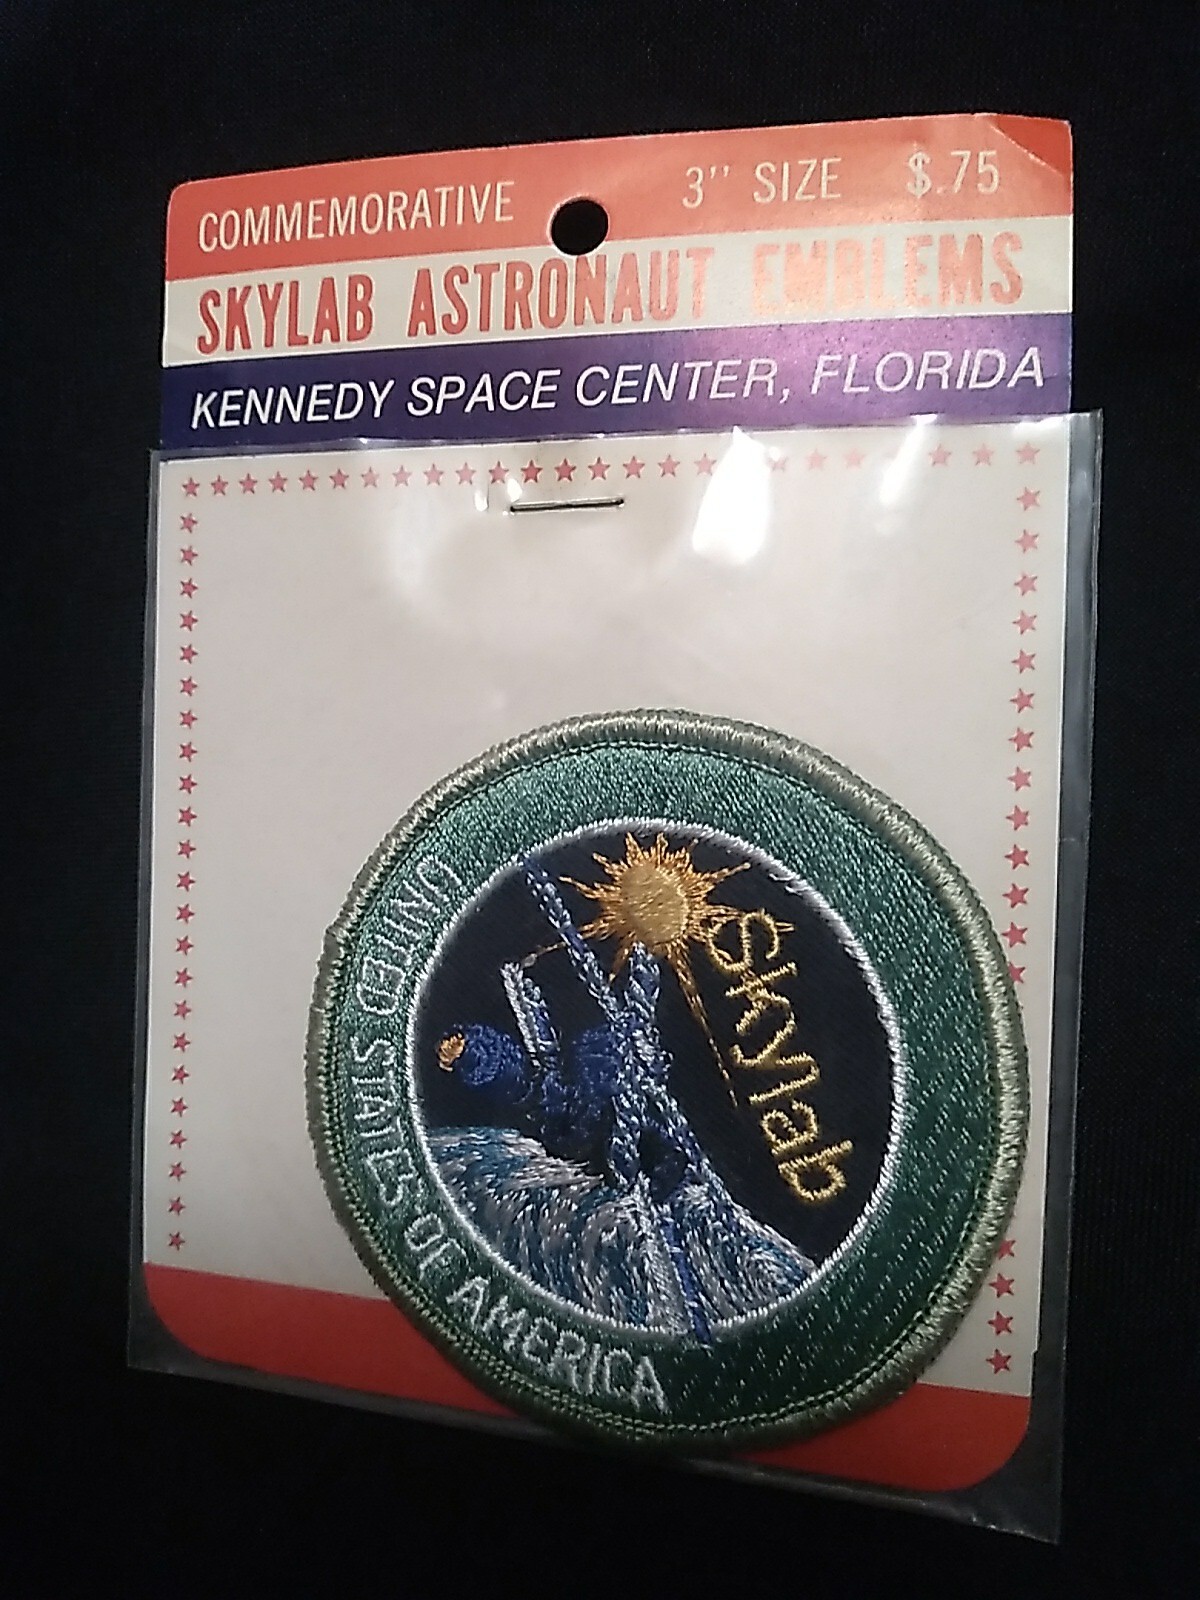 COMMEMORATIVE 3" SIZE $.75
SKYLAB ASTRONAUT EMBLEMS
KENNEDY SPACE CENTER, FLORIDA
Skylab
UNITED STATES OF AMERICA